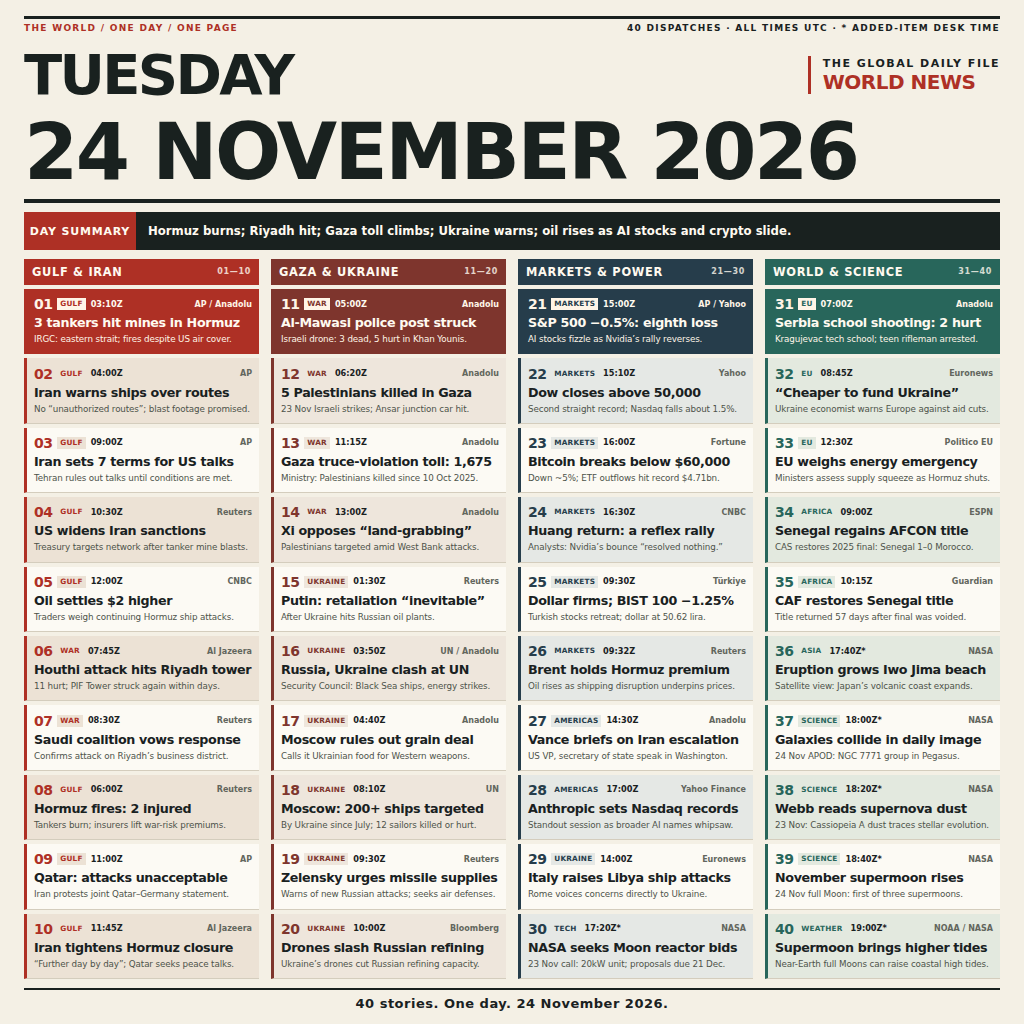 THE WORLD / ONE DAY / ONE PAGE
40 DISPATCHES · ALL TIMES UTC · * ADDED-ITEM DESK TIME
TUESDAY
THE GLOBAL DAILY FILE
WORLD NEWS
24 NOVEMBER 2026
DAY SUMMARY
Hormuz burns; Riyadh hit; Gaza toll climbs; Ukraine warns; oil rises as AI stocks and crypto slide.
GULF & IRAN 01—10
01 GULF 03:10Z AP / Anadolu
3 tankers hit mines in Hormuz
IRGC: eastern strait; fires despite US air cover.
02 GULF 04:00Z AP
Iran warns ships over routes
No “unauthorized routes”; blast footage promised.
03 GULF 09:00Z AP
Iran sets 7 terms for US talks
Tehran rules out talks until conditions are met.
04 GULF 10:30Z Reuters
US widens Iran sanctions
Treasury targets network after tanker mine blasts.
05 GULF 12:00Z CNBC
Oil settles $2 higher
Traders weigh continuing Hormuz ship attacks.
06 WAR 07:45Z Al Jazeera
Houthi attack hits Riyadh tower
11 hurt; PIF Tower struck again within days.
07 WAR 08:30Z Reuters
Saudi coalition vows response
Confirms attack on Riyadh’s business district.
08 GULF 06:00Z Reuters
Hormuz fires: 2 injured
Tankers burn; insurers lift war-risk premiums.
09 GULF 11:00Z AP
Qatar: attacks unacceptable
Iran protests joint Qatar–Germany statement.
10 GULF 11:45Z Al Jazeera
Iran tightens Hormuz closure
“Further day by day”; Qatar seeks peace talks.
GAZA & UKRAINE 11—20
11 WAR 05:00Z Anadolu
Al-Mawasi police post struck
Israeli drone: 3 dead, 5 hurt in Khan Younis.
12 WAR 06:20Z Anadolu
5 Palestinians killed in Gaza
23 Nov Israeli strikes; Ansar junction car hit.
13 WAR 11:15Z Anadolu
Gaza truce-violation toll: 1,675
Ministry: Palestinians killed since 10 Oct 2025.
14 WAR 13:00Z Anadolu
Xi opposes “land-grabbing”
Palestinians targeted amid West Bank attacks.
15 UKRAINE 01:30Z Reuters
Putin: retaliation “inevitable”
After Ukraine hits Russian oil plants.
16 UKRAINE 03:50Z UN / Anadolu
Russia, Ukraine clash at UN
Security Council: Black Sea ships, energy strikes.
17 UKRAINE 04:40Z Anadolu
Moscow rules out grain deal
Calls it Ukrainian food for Western weapons.
18 UKRAINE 08:10Z UN
Moscow: 200+ ships targeted
By Ukraine since July; 12 sailors killed or hurt.
19 UKRAINE 09:30Z Reuters
Zelensky urges missile supplies
Warns of new Russian attacks; seeks air defenses.
20 UKRAINE 10:00Z Bloomberg
Drones slash Russian refining
Ukraine’s drones cut Russian refining capacity.
MARKETS & POWER 21—30
21 MARKETS 15:00Z AP / Yahoo
S&P 500 −0.5%: eighth loss
AI stocks fizzle as Nvidia’s rally reverses.
22 MARKETS 15:10Z Yahoo
Dow closes above 50,000
Second straight record; Nasdaq falls about 1.5%.
23 MARKETS 16:00Z Fortune
Bitcoin breaks below $60,000
Down ~5%; ETF outflows hit record $4.71bn.
24 MARKETS 16:30Z CNBC
Huang return: a reflex rally
Analysts: Nvidia’s bounce “resolved nothing.”
25 MARKETS 09:30Z Türkiye
Dollar firms; BIST 100 −1.25%
Turkish stocks retreat; dollar at 50.62 lira.
26 MARKETS 09:32Z Reuters
Brent holds Hormuz premium
Oil rises as shipping disruption underpins prices.
27 AMERICAS 14:30Z Anadolu
Vance briefs on Iran escalation
US VP, secretary of state speak in Washington.
28 AMERICAS 17:00Z Yahoo Finance
Anthropic sets Nasdaq records
Standout session as broader AI names whipsaw.
29 UKRAINE 14:00Z Euronews
Italy raises Libya ship attacks
Rome voices concerns directly to Ukraine.
30 TECH 17:20Z* NASA
NASA seeks Moon reactor bids
23 Nov call: 20kW unit; proposals due 21 Dec.
WORLD & SCIENCE 31—40
31 EU 07:00Z Anadolu
Serbia school shooting: 2 hurt
Kragujevac tech school; teen rifleman arrested.
32 EU 08:45Z Euronews
“Cheaper to fund Ukraine”
Ukraine economist warns Europe against aid cuts.
33 EU 12:30Z Politico EU
EU weighs energy emergency
Ministers assess supply squeeze as Hormuz shuts.
34 AFRICA 09:00Z ESPN
Senegal regains AFCON title
CAS restores 2025 final: Senegal 1–0 Morocco.
35 AFRICA 10:15Z Guardian
CAF restores Senegal title
Title returned 57 days after final was voided.
36 ASIA 17:40Z* NASA
Eruption grows Iwo Jima beach
Satellite view: Japan’s volcanic coast expands.
37 SCIENCE 18:00Z* NASA
Galaxies collide in daily image
24 Nov APOD: NGC 7771 group in Pegasus.
38 SCIENCE 18:20Z* NASA
Webb reads supernova dust
23 Nov: Cassiopeia A dust traces stellar evolution.
39 SCIENCE 18:40Z* NASA
November supermoon rises
24 Nov full Moon: first of three supermoons.
40 WEATHER 19:00Z* NOAA / NASA
Supermoon brings higher tides
Near-Earth full Moons can raise coastal high tides.
40 stories. One day. 24 November 2026.